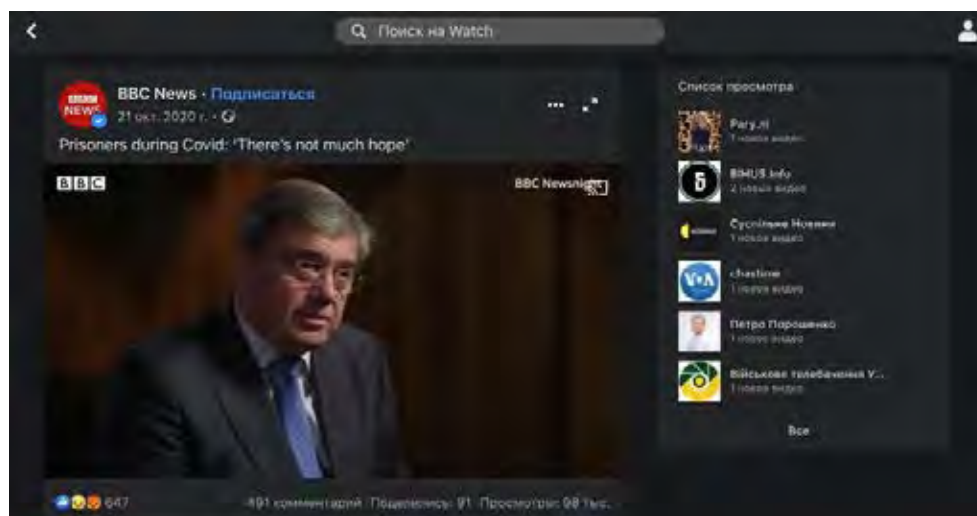 Поиск на Watch
BBC NEWS
BBC News · Подписаться
21 окт. 2020 г. ·
Prisoners during Covid: 'There's not much hope'
BBC
BBC Newsnight
647
491 комментарий Поделились: 91 Просмотры: 98 тыс.
Список просмотра
1 новое видео
BIHUS Info
2 новых видео
Суспільне Новини
1 новое видео
VOA
chastime
1 новое видео
Петро Порошенко
1 новое видео
Військове телебачення У...
1 новое видео
Все